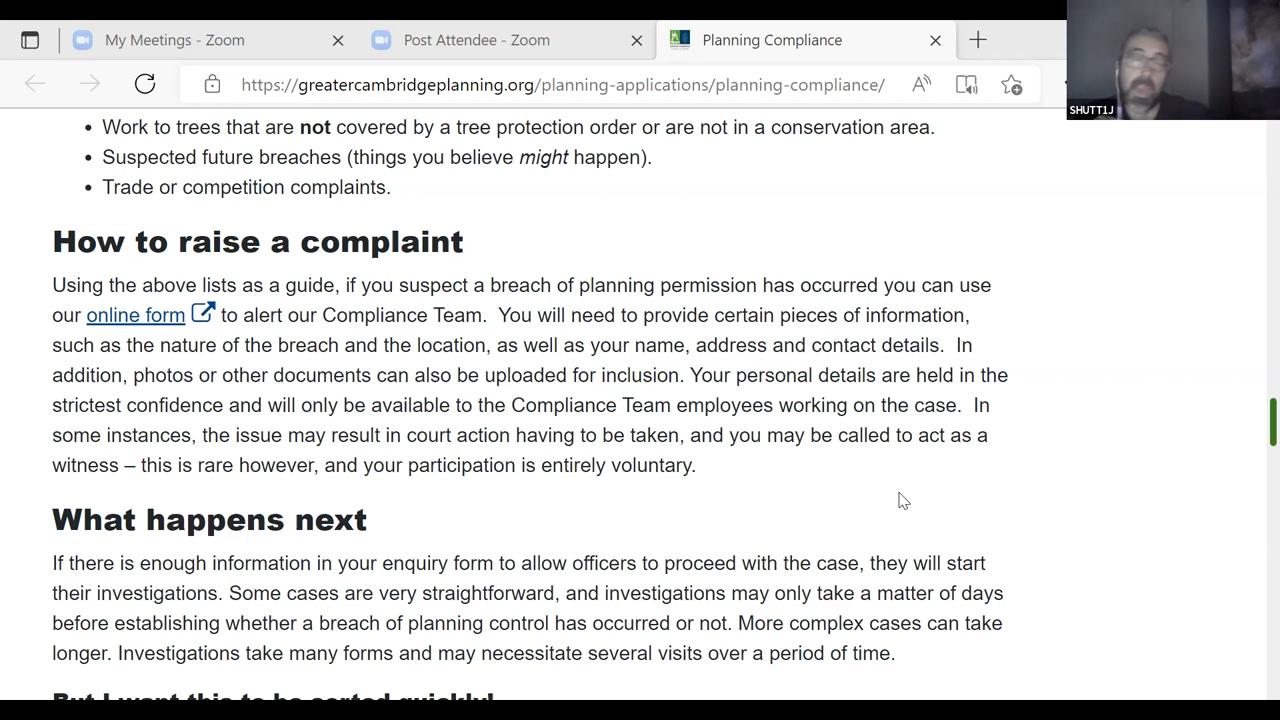 My Meetings - Zoom
Post Attendee - Zoom
Planning Compliance
https://greatercambridgeplanning.org/planning-applications/planning-compliance/
SHUTT1J
• Work to trees that are not covered by a tree protection order or are not in a conservation area.
• Suspected future breaches (things you believe might happen).
• Trade or competition complaints.
How to raise a complaint
Using the above lists as a guide, if you suspect a breach of planning permission has occurred you can use
our online form to alert our Compliance Team.  You will need to provide certain pieces of information,
such as the nature of the breach and the location, as well as your name, address and contact details.  In
addition, photos or other documents can also be uploaded for inclusion. Your personal details are held in the
strictest confidence and will only be available to the Compliance Team employees working on the case.  In
some instances, the issue may result in court action having to be taken, and you may be called to act as a
witness – this is rare however, and your participation is entirely voluntary.
What happens next
If there is enough information in your enquiry form to allow officers to proceed with the case, they will start
their investigations. Some cases are very straightforward, and investigations may only take a matter of days
before establishing whether a breach of planning control has occurred or not. More complex cases can take
longer. Investigations take many forms and may necessitate several visits over a period of time.
But I want this to be sorted quickly!